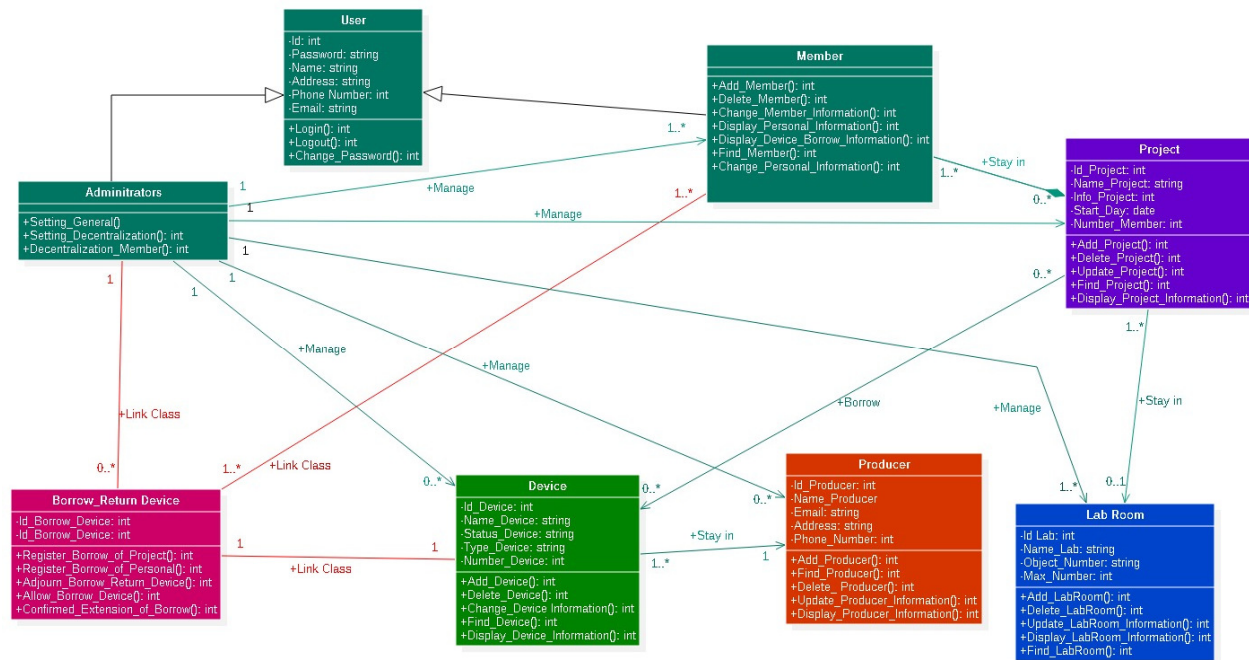 User
-Id: int
-Password: string
-Name: string
-Address: string
-Phone Number: int
-Email: string
+Login(): int
+Logout(): int
+Change_Password(): int
Member
+Add_Member(): int
+Delete_Member(): int
+Change_Member_Information(): int
+Display_Personal_Information(): int
+Display_Device_Borrow_Information(): int
+Find_Member(): int
+Change_Personal_Information(): int
Project
-Id_Project: int
-Name_Project: string
-Info_Project: int
-Start_Day: date
-Number_Member: int
+Add_Project(): int
+Delete_Project(): int
+Update_Project(): int
+Find_Project(): int
+Display_Project_Information(): int
Adminitrators
+Setting_General()
+Setting_Decentralization(): int
+Decentralization_Member(): int
1
+Manage
1..*
1
+Manage
1..*
+Stay in
1..*
0..*
1
1
1
1
0..*
1..*
+Manage
+Manage
+Borrow
+Manage
+Stay in
+Link Class
0..*
1..*
+Link Class
0..*
0..*
0..*
1..*
0..1
Borrow_Return Device
-Id_Borrow_Device: int
-Id_Borrow_Device: int
+Register_Borrow_of_Project(): int
+Register_Borrow_of_Personal(): int
+Adjourn_Borrow_Return_Device(): int
+Allow_Borrow_Device(): int
+Confirmed_Extension_of_Borrow(): int
1
+Link Class
1
Device
-Id_Device: int
-Name_Device: string
-Status_Device: string
-Type_Device: string
-Number_Device: int
+Add_Device(): int
+Delete_Device(): int
+Change_Device Information(): int
+Find_Device(): int
+Display_Device_Information(): int
+Stay in
1..*
1
Producer
-Id_Producer: int
-Name_Producer
-Email: string
-Address: string
-Phone_Number: int
+Add_Producer(): int
+Find_Producer(): int
+Delete_ Producer(): int
+Update_Producer_Information(): int
+Display_Producer_Information(): int
Lab Room
-Id Lab: int
-Name_Lab: string
-Object_Number: string
-Max_Number: int
+Add_LabRoom(): int
+Delete_LabRoom(): int
+Update_LabRoom_Information(): int
+Display_LabRoom_Information(): int
+Find_LabRoom(): int